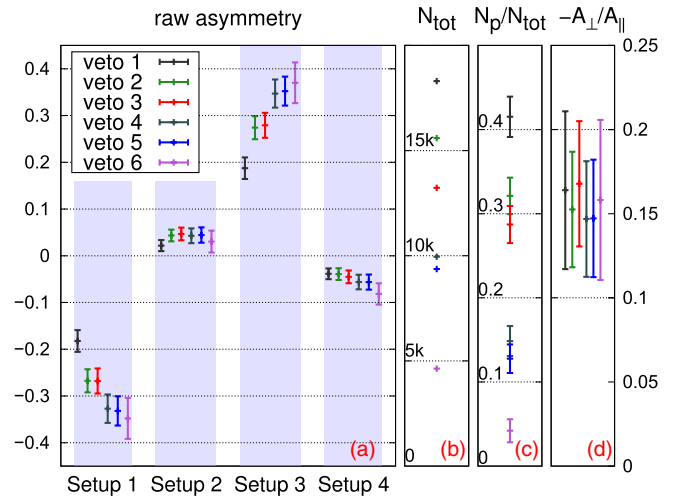 raw asymmetry
N_tot
N_p/N_tot
−A_⊥/A_∥
veto 1
veto 2
veto 3
veto 4
veto 5
veto 6
0.4
0.3
0.2
0.1
0
−0.1
−0.2
−0.3
−0.4
15k
10k
5k
0
0.4
0.3
0.2
0.1
0
0.25
0.2
0.15
0.1
0.05
0
(a)
(b)
(c)
(d)
Setup 1
Setup 2
Setup 3
Setup 4